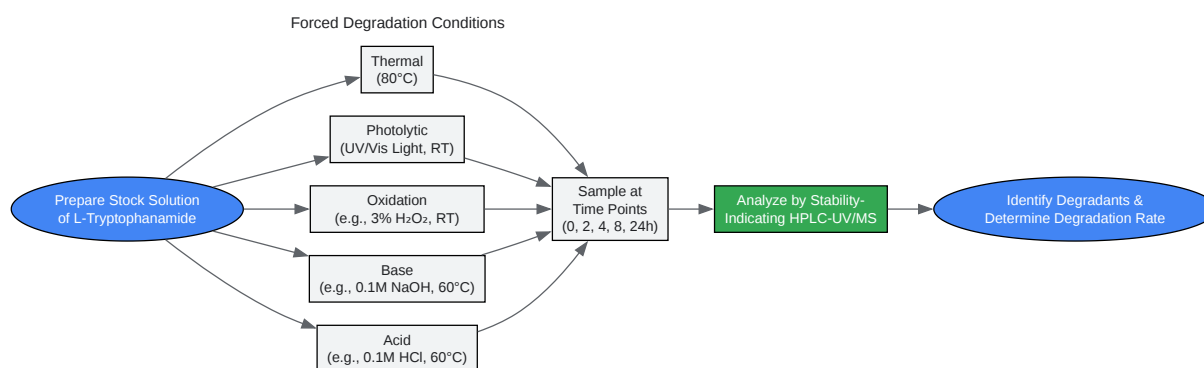 Forced Degradation Conditions
Thermal
(80°C)
Photolytic
(UV/Vis Light, RT)
Prepare Stock Solution
of L-Tryptophanamide
Oxidation
(e.g., 3% H₂O₂, RT)
Base
(e.g., 0.1M NaOH, 60°C)
Acid
(e.g., 0.1M HCl, 60°C)
Sample at
Time Points
(0, 2, 4, 8, 24h)
Analyze by Stability-
Indicating HPLC-UV/MS
Identify Degradants &
Determine Degradation Rate